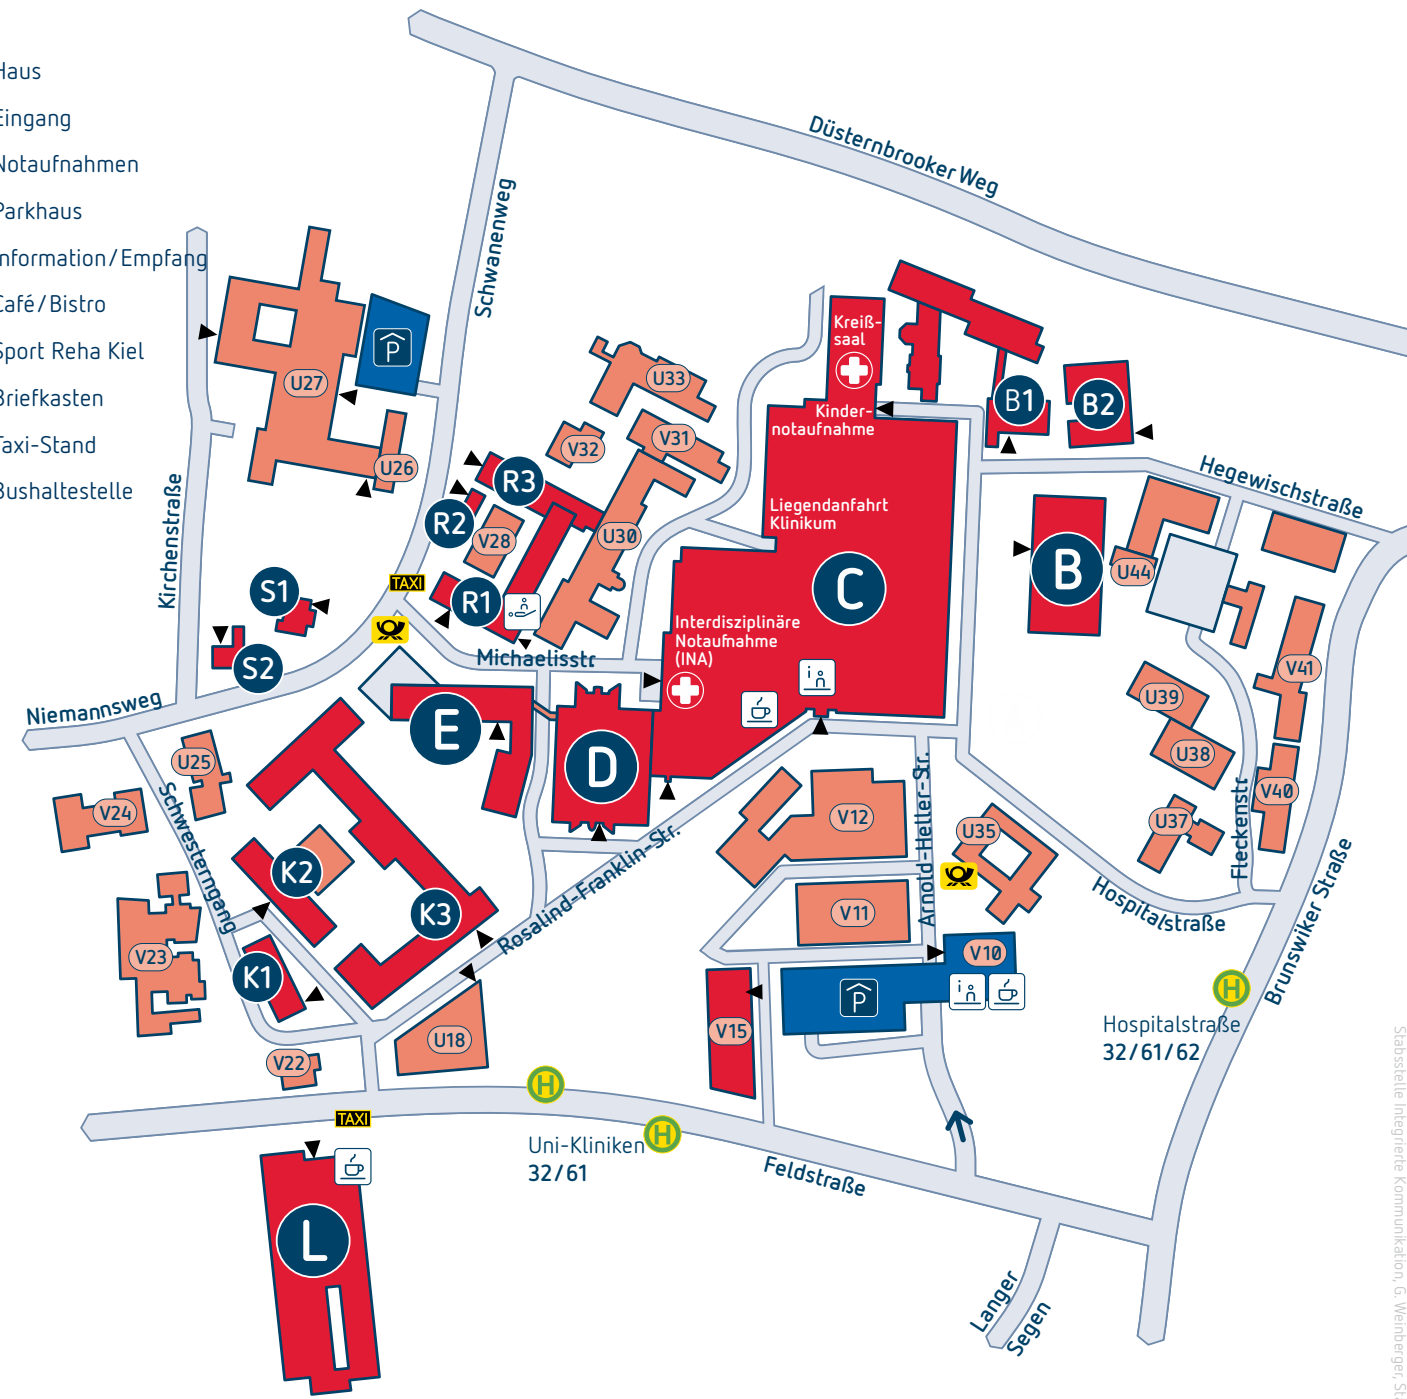 Haus
Eingang
Notaufnahmen
Parkhaus
Information/Empfang
Café/Bistro
Sport Reha Kiel
Briefkasten
Taxi-Stand
Bushaltestelle
Düsternbrooker Weg
Schwanenweg
Kirchenstraße
Niemannsweg
Schwesterngang
Michaelisstr.
Rosalind-Franklin-Str.
Arnold-Heller-Str.
Hegewischstraße
Fleckenstr.
Hospitalstraße
Brunswiker Straße
Feldstraße
Langer
Segen
Kreiß-
saal
Kinder-
notaufnahme
Liegendanfahrt
Klinikum
Interdisziplinäre
Notaufnahme
(INA)
C
B1
B2
B
D
E
R3
R2
R1
S1
S2
K2
K3
K1
L
U27
U26
U33
V31
V32
U30
V28
U44
V41
U39
U38
V40
U37
U35
V12
V11
V10
V15
U25
V24
V23
V22
U18
P
P
TAXI
TAXI
H
H
H
i
i
Uni-Kliniken
32/61
Hospitalstraße
32/61/62
Stabsstelle Integrierte Kommunikation, G. Weinberger,